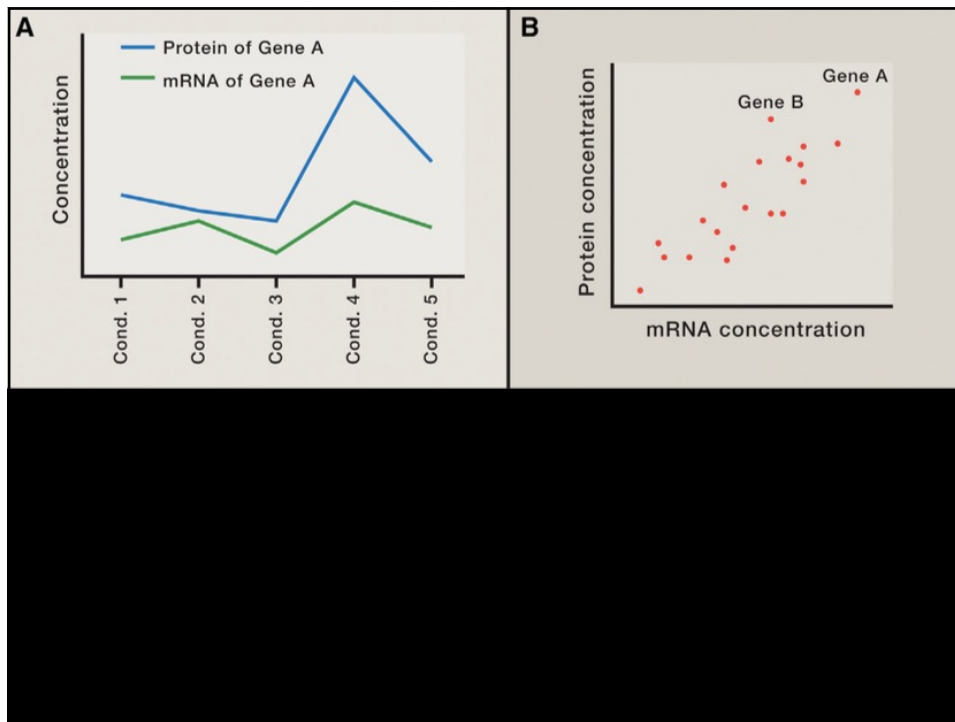 A
Protein of Gene A
mRNA of Gene A
Concentration
Cond. 1
Cond. 2
Cond. 3
Cond. 4
Cond. 5
B
Gene A
Gene B
Protein concentration
mRNA concentration